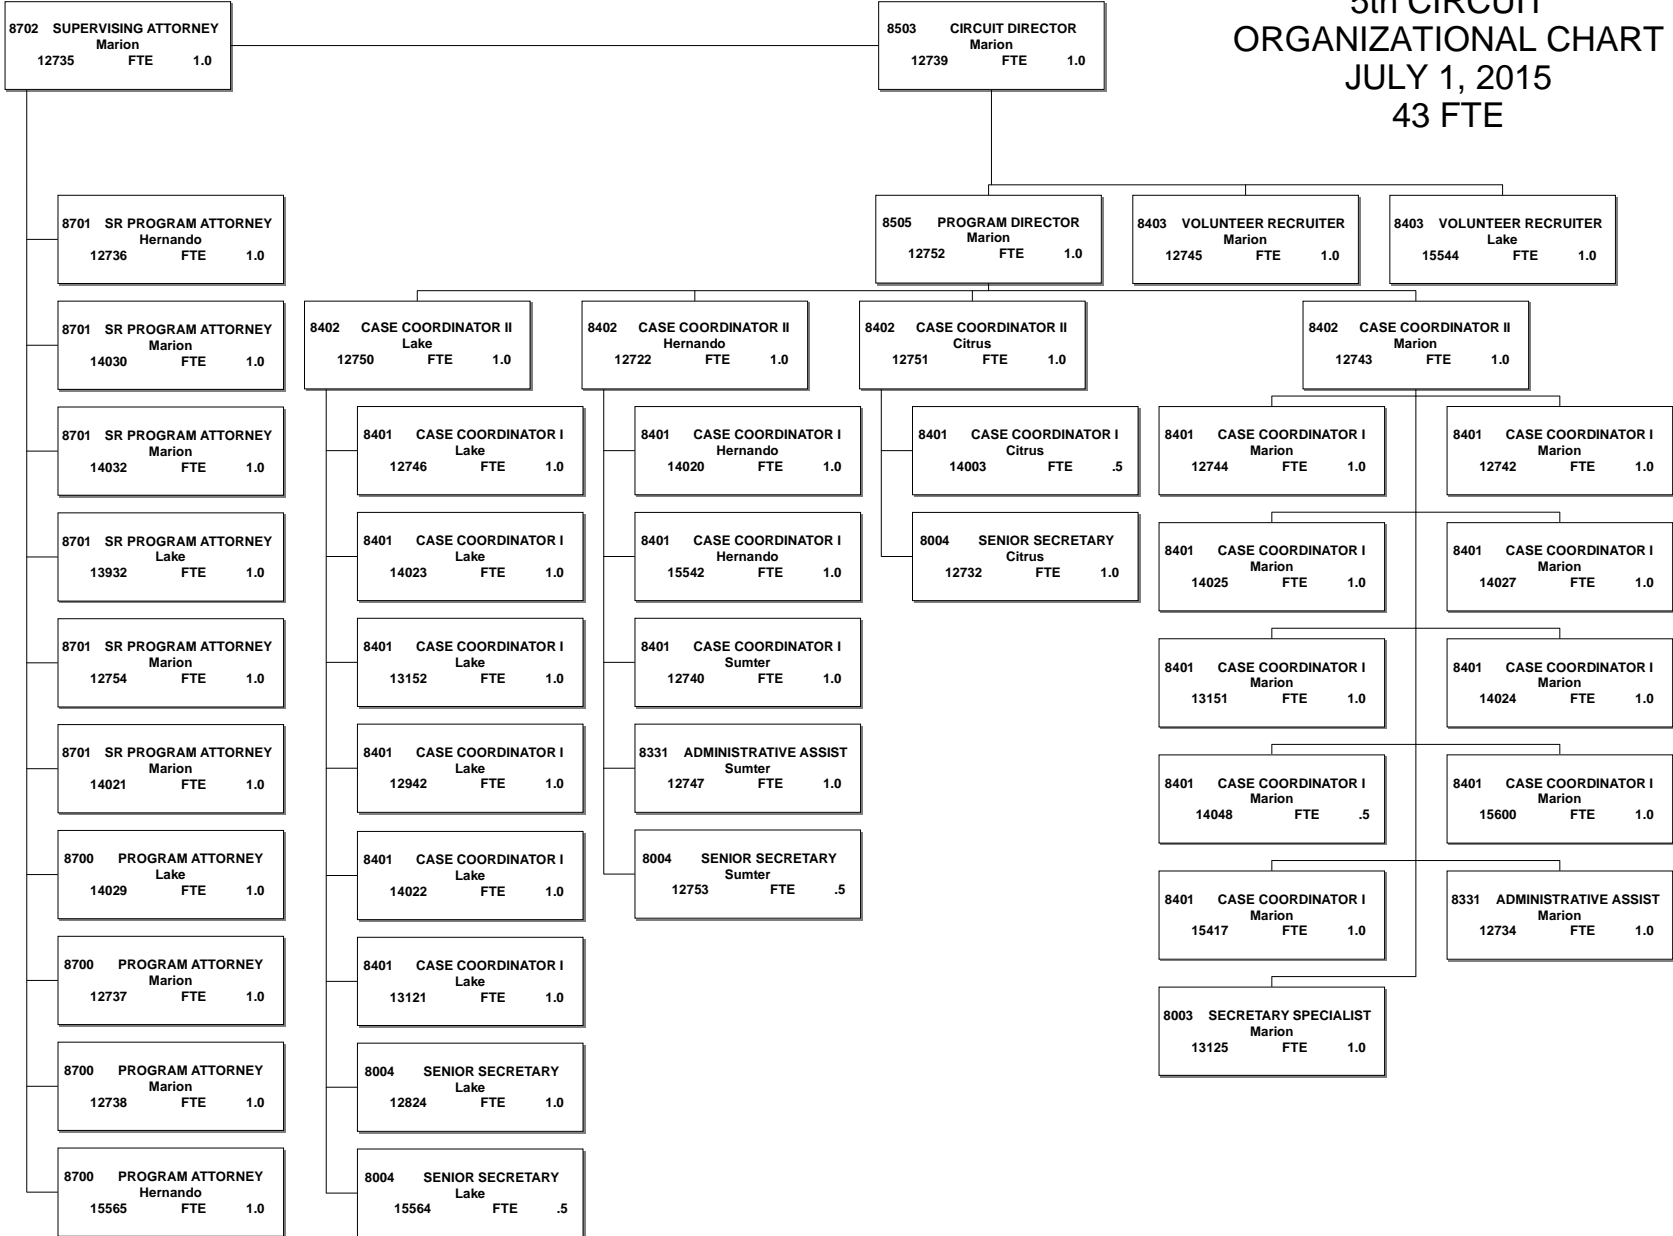 5th CIRCUIT
ORGANIZATIONAL CHART
JULY 1, 2015
43 FTE
8702 SUPERVISING ATTORNEY
Marion
12735 FTE 1.0
8503 CIRCUIT DIRECTOR
Marion
12739 FTE 1.0
8505 PROGRAM DIRECTOR
Marion
12752 FTE 1.0
8403 VOLUNTEER RECRUITER
Marion
12745 FTE 1.0
8403 VOLUNTEER RECRUITER
Lake
15544 FTE 1.0
8701 SR PROGRAM ATTORNEY
Hernando
12736 FTE 1.0
8701 SR PROGRAM ATTORNEY
Marion
14030 FTE 1.0
8701 SR PROGRAM ATTORNEY
Marion
14032 FTE 1.0
8701 SR PROGRAM ATTORNEY
Lake
13932 FTE 1.0
8701 SR PROGRAM ATTORNEY
Marion
12754 FTE 1.0
8701 SR PROGRAM ATTORNEY
Marion
14021 FTE 1.0
8700 PROGRAM ATTORNEY
Lake
14029 FTE 1.0
8700 PROGRAM ATTORNEY
Marion
12737 FTE 1.0
8700 PROGRAM ATTORNEY
Marion
12738 FTE 1.0
8700 PROGRAM ATTORNEY
Hernando
15565 FTE 1.0
8402 CASE COORDINATOR II
Lake
12750 FTE 1.0
8401 CASE COORDINATOR I
Lake
12746 FTE 1.0
8401 CASE COORDINATOR I
Lake
14023 FTE 1.0
8401 CASE COORDINATOR I
Lake
13152 FTE 1.0
8401 CASE COORDINATOR I
Lake
12942 FTE 1.0
8401 CASE COORDINATOR I
Lake
14022 FTE 1.0
8401 CASE COORDINATOR I
Lake
13121 FTE 1.0
8004 SENIOR SECRETARY
Lake
12824 FTE 1.0
8004 SENIOR SECRETARY
Lake
15564 FTE .5
8402 CASE COORDINATOR II
Hernando
12722 FTE 1.0
8401 CASE COORDINATOR I
Hernando
14020 FTE 1.0
8401 CASE COORDINATOR I
Hernando
15542 FTE 1.0
8401 CASE COORDINATOR I
Sumter
12740 FTE 1.0
8331 ADMINISTRATIVE ASSIST
Sumter
12747 FTE 1.0
8004 SENIOR SECRETARY
Sumter
12753 FTE .5
8402 CASE COORDINATOR II
Citrus
12751 FTE 1.0
8401 CASE COORDINATOR I
Citrus
14003 FTE .5
8004 SENIOR SECRETARY
Citrus
12732 FTE 1.0
8402 CASE COORDINATOR II
Marion
12743 FTE 1.0
8401 CASE COORDINATOR I
Marion
12744 FTE 1.0
8401 CASE COORDINATOR I
Marion
12742 FTE 1.0
8401 CASE COORDINATOR I
Marion
14025 FTE 1.0
8401 CASE COORDINATOR I
Marion
14027 FTE 1.0
8401 CASE COORDINATOR I
Marion
13151 FTE 1.0
8401 CASE COORDINATOR I
Marion
14024 FTE 1.0
8401 CASE COORDINATOR I
Marion
14048 FTE .5
8401 CASE COORDINATOR I
Marion
15600 FTE 1.0
8401 CASE COORDINATOR I
Marion
15417 FTE 1.0
8331 ADMINISTRATIVE ASSIST
Marion
12734 FTE 1.0
8003 SECRETARY SPECIALIST
Marion
13125 FTE 1.0